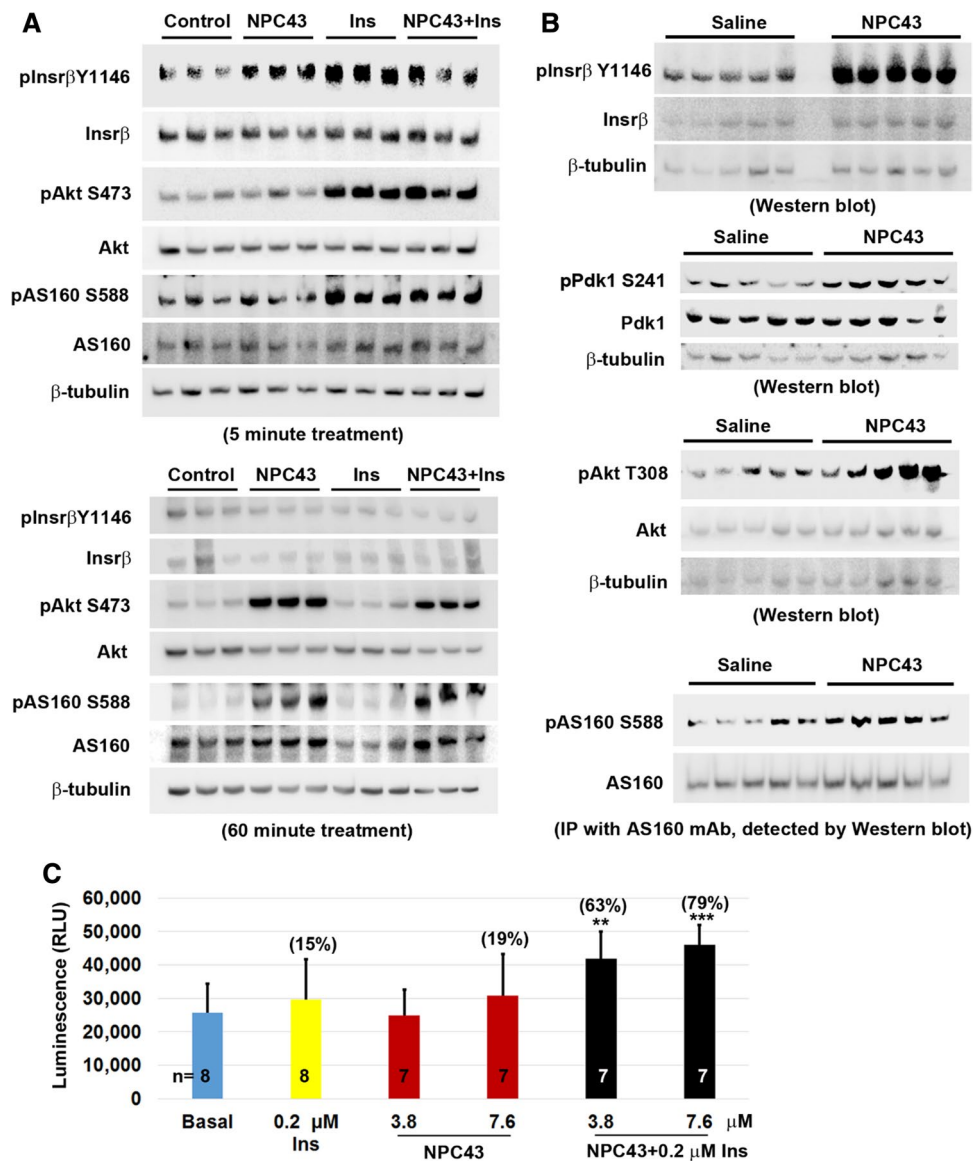 A
Control NPC43 Ins NPC43+Ins
pInsrβY1146
Insrβ
pAkt S473
Akt
pAS160 S588
AS160
β-tubulin
(5 minute treatment)
Control NPC43 Ins NPC43+Ins
pInsrβY1146
Insrβ
pAkt S473
Akt
pAS160 S588
AS160
β-tubulin
(60 minute treatment)
B
Saline NPC43
pInsrβ Y1146
Insrβ
β-tubulin
(Western blot)
Saline NPC43
pPdk1 S241
Pdk1
β-tubulin
(Western blot)
Saline NPC43
pAkt T308
Akt
β-tubulin
(Western blot)
Saline NPC43
pAS160 S588
AS160
(IP with AS160 mAb, detected by Western blot)
C
Luminescence (RLU)
60,000
50,000
40,000
30,000
20,000
10,000
0
(15%) (19%) (63%) (79%)
** ***
n= 8 8 7 7 7 7
Basal 0.2 μM 3.8 7.6 3.8 7.6 μM
Ins NPC43 NPC43+0.2 μM Ins